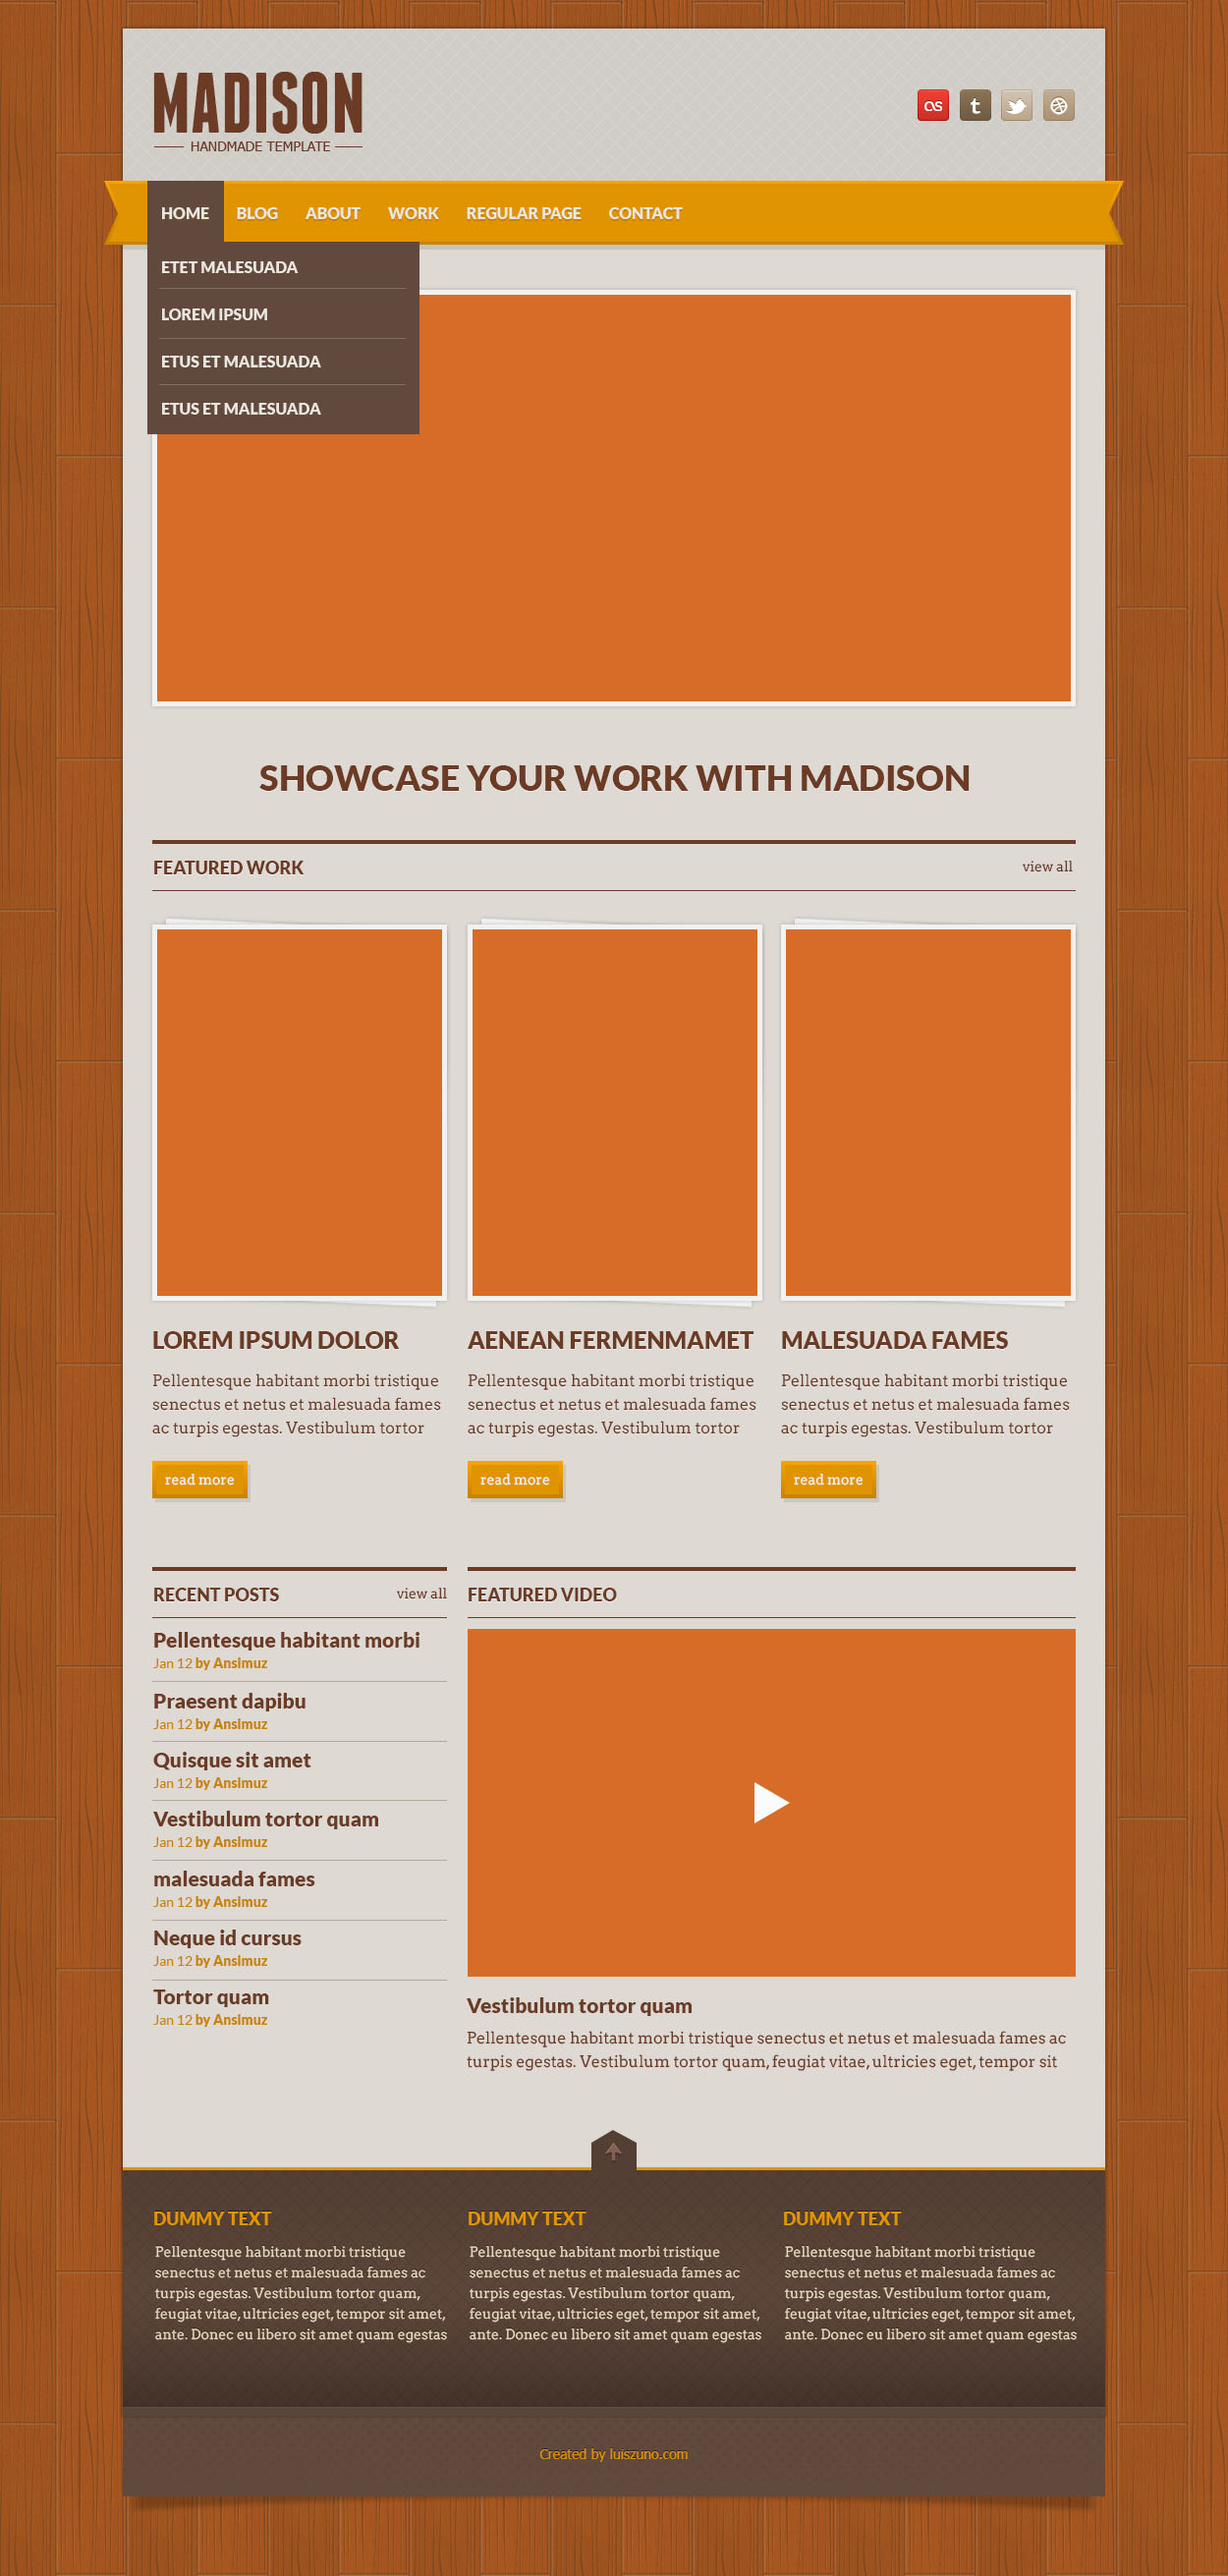 MADISON
HANDMADE TEMPLATE
HOME BLOG ABOUT WORK REGULAR PAGE CONTACT
ETET MALESUADA
LOREM IPSUM
ETUS ET MALESUADA
ETUS ET MALESUADA
SHOWCASE YOUR WORK WITH MADISON
FEATURED WORK view all
LOREM IPSUM DOLOR
Pellentesque habitant morbi tristique
senectus et netus et malesuada fames
ac turpis egestas. Vestibulum tortor
read more
AENEAN FERMENMAMET
Pellentesque habitant morbi tristique
senectus et netus et malesuada fames
ac turpis egestas. Vestibulum tortor
read more
MALESUADA FAMES
Pellentesque habitant morbi tristique
senectus et netus et malesuada fames
ac turpis egestas. Vestibulum tortor
read more
RECENT POSTS view all
Pellentesque habitant morbi
Jan 12 by Ansimuz
Praesent dapibu
Jan 12 by Ansimuz
Quisque sit amet
Jan 12 by Ansimuz
Vestibulum tortor quam
Jan 12 by Ansimuz
malesuada fames
Jan 12 by Ansimuz
Neque id cursus
Jan 12 by Ansimuz
Tortor quam
Jan 12 by Ansimuz
FEATURED VIDEO
Vestibulum tortor quam
Pellentesque habitant morbi tristique senectus et netus et malesuada fames ac
turpis egestas. Vestibulum tortor quam, feugiat vitae, ultricies eget, tempor sit
DUMMY TEXT
Pellentesque habitant morbi tristique
senectus et netus et malesuada fames ac
turpis egestas. Vestibulum tortor quam,
feugiat vitae, ultricies eget, tempor sit amet,
ante. Donec eu libero sit amet quam egestas
DUMMY TEXT
Pellentesque habitant morbi tristique
senectus et netus et malesuada fames ac
turpis egestas. Vestibulum tortor quam,
feugiat vitae, ultricies eget, tempor sit amet,
ante. Donec eu libero sit amet quam egestas
DUMMY TEXT
Pellentesque habitant morbi tristique
senectus et netus et malesuada fames ac
turpis egestas. Vestibulum tortor quam,
feugiat vitae, ultricies eget, tempor sit amet,
ante. Donec eu libero sit amet quam egestas
Created by luiszuno.com